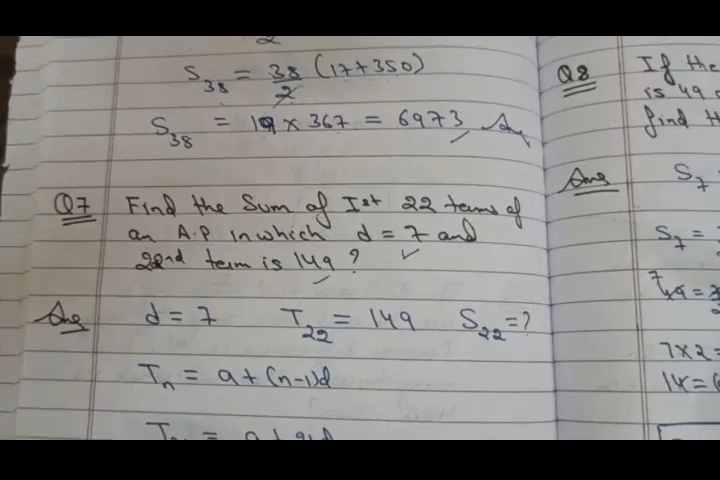 2
S38 = 38/2 (17+350)
S38 = 19 × 367 = 6973 Ans
Q7 Find the Sum of Ist 22 terms of
an A.P in which d = 7 and
22nd term is 149 ?
Ans d = 7 T22 = 149 S22 = ?
Tn = a + (n-1)d
Q8 If the
is 49
find th
Ans S7
S7 =
7×2 =
14 =